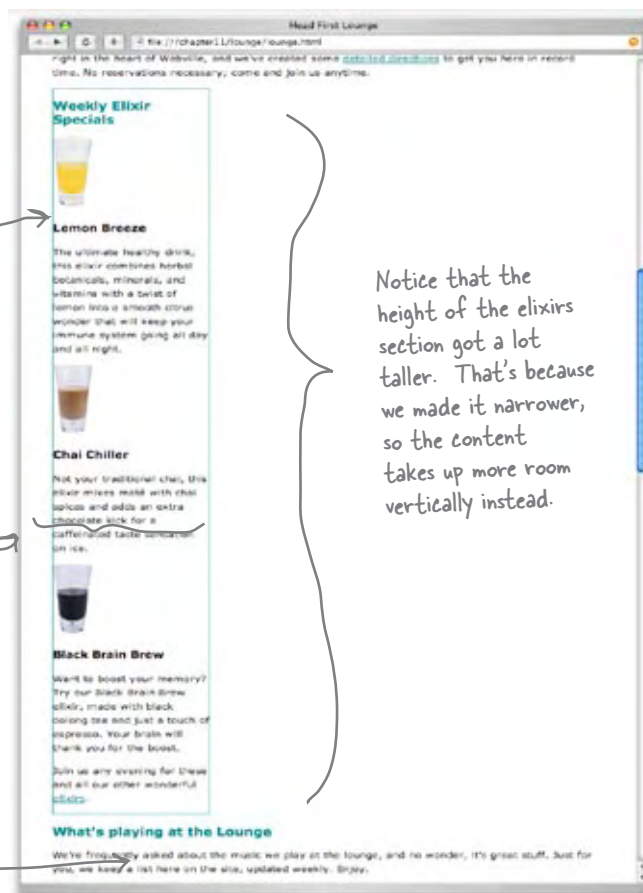 Head First Lounge
file:///chapter11/lounge/lounge.html
right in the heart of Webville, and we've created some detailed directions to get you here in record
time. No reservations necessary, come and join us anytime.
Weekly Elixir
Specials
Lemon Breeze
The ultimate healthy drink,
this elixir combines herbal
botanicals, minerals, and
vitamins with a twist of
lemon into a smooth citrus
wonder that will keep your
immune system going all day
and all night.
Chai Chiller
Not your traditional chai, this
elixir mixes maté with chai
spices and adds an extra
chocolate kick for a
caffeinated taste sensation
on ice.
Black Brain Brew
Want to boost your memory?
Try our Black Brain Brew
elixir, made with black
oolong tea and just a touch of
espresso. Your brain will
thank you for the boost.
Join us any evening for these
and all our other wonderful
elixirs.
What's playing at the Lounge
We're frequently asked about the music we play at the lounge, and no wonder, it's great stuff. Just for
you, we keep a list here on the site, updated weekly. Enjoy.
Notice that the
height of the elixirs
section got a lot
taller. That's because
we made it narrower,
so the content
takes up more room
vertically instead.